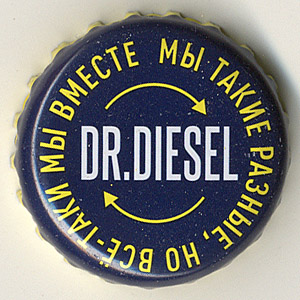 МЫ ТАКИЕ РАЗНЫЕ, НО ВСЁ-ТАКИ МЫ ВМЕСТЕ
DR.DIESEL